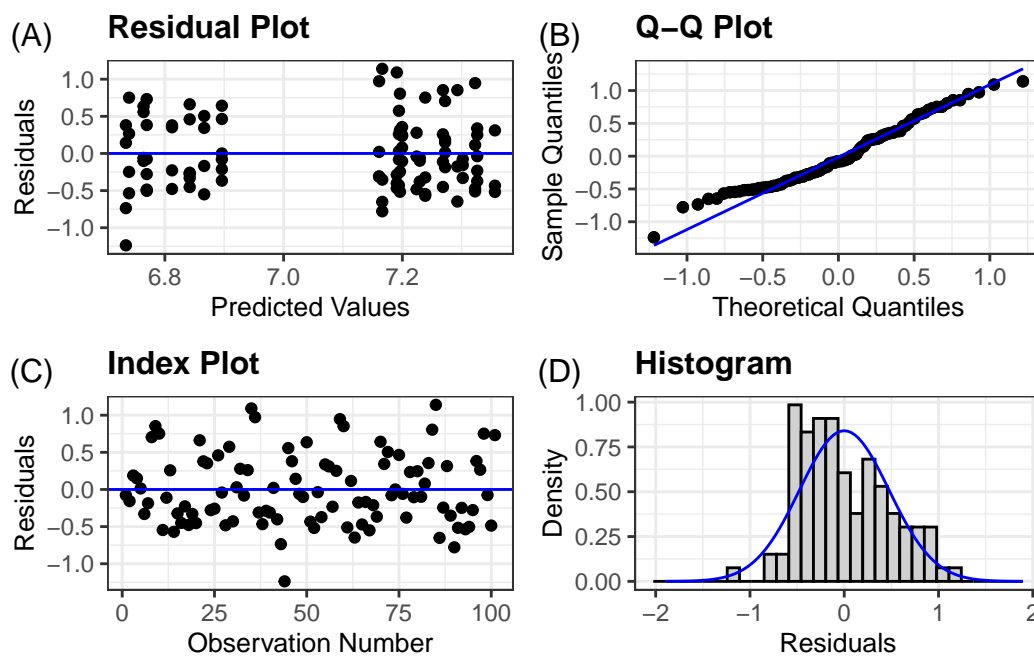 (A) Residual Plot
Residuals
1.0
0.5
0.0
−0.5
−1.0
6.8 7.0 7.2
Predicted Values
(B) Q−Q Plot
Sample Quantiles
1.0
0.5
0.0
−0.5
−1.0
−1.0 −0.5 0.0 0.5 1.0
Theoretical Quantiles
(C) Index Plot
Residuals
1.0
0.5
0.0
−0.5
−1.0
0 25 50 75 100
Observation Number
(D) Histogram
Density
1.00
0.75
0.50
0.25
0.00
−2 −1 0 1 2
Residuals